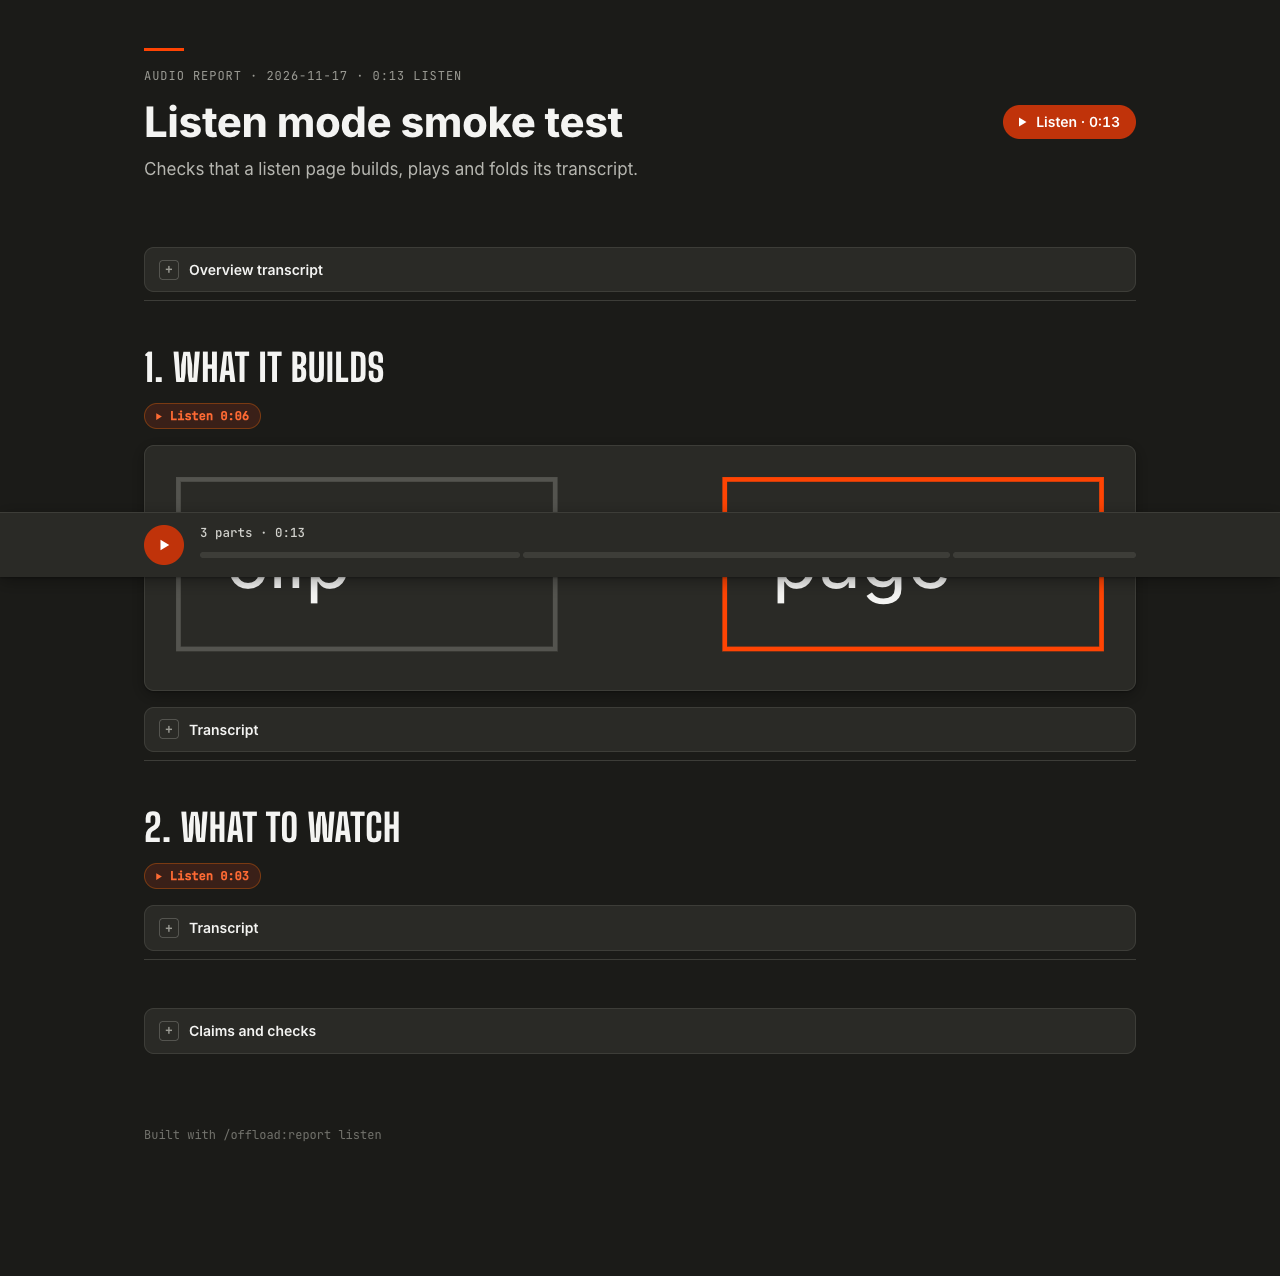 AUDIO REPORT · 2026-11-17 · 0:13 LISTEN
Listen mode smoke test
Listen · 0:13
Checks that a listen page builds, plays and folds its transcript.
+ Overview transcript
1. WHAT IT BUILDS
Listen 0:06
3 parts · 0:13
clip
page
+ Transcript
2. WHAT TO WATCH
Listen 0:03
+ Transcript
+ Claims and checks
Built with /offload:report listen